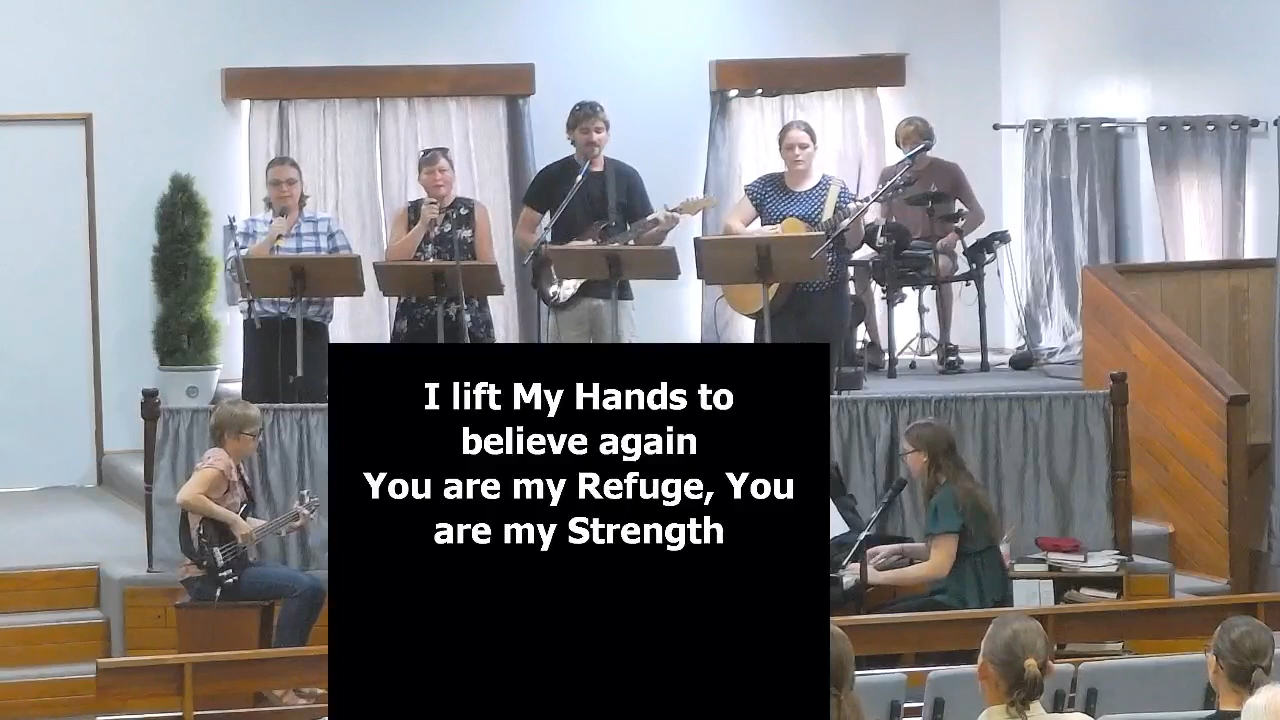 I lift My Hands to
believe again
You are my Refuge, You
are my Strength